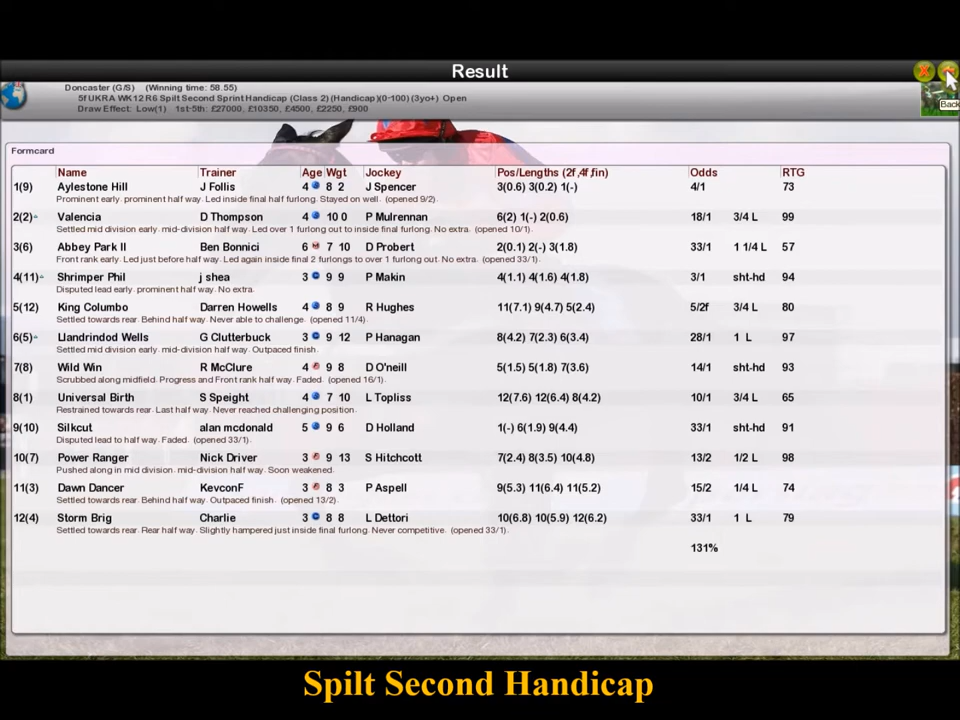 Result
Doncaster (G/S) (Winning time: 58.55)
5f UKRA WK12 R6 Spilt Second Sprint Handicap (Class 2) (Handicap)(0-100) (3yo+) Open
Draw Effect: Low(1) 1st-5th: £27000, £10350, £4500, £2250, £900
Back
Formcard
Name Trainer Age Wgt Jockey Pos/Lengths (2f,4f,fin) Odds RTG
1(9) Aylestone Hill J Follis 4 8 2 J Spencer 3(0.6) 3(0.2) 1(-) 4/1 73
Prominent early. prominent half way. Led inside final half furlong. Stayed on well. (opened 9/2)
2(2) Valencia D Thompson 4 10 0 P Mulrennan 6(2) 1(-) 2(0.6) 18/1 3/4 L 99
Settled mid division early. mid-division half way. Led over 1 furlong out to inside final furlong. No extra. (opened 10/1)
3(6) Abbey Park II Ben Bonnici 6 7 10 D Probert 2(0.1) 2(-) 3(1.8) 33/1 1 1/4 L 57
Front rank early. Led just before half way. Led again inside final 2 furlongs to over 1 furlong out. No extra. (opened 33/1)
4(11) Shrimper Phil j shea 3 9 9 P Makin 4(1.1) 4(1.6) 4(1.8) 3/1 sht-hd 94
Disputed lead early. prominent half way. No extra.
5(12) King Columbo Darren Howells 4 8 9 R Hughes 11(7.1) 9(4.7) 5(2.4) 5/2f 3/4 L 80
Settled towards rear. Behind half way. Never able to challenge. (opened 11/4)
6(5) Llandrindod Wells G Clutterbuck 3 9 12 P Hanagan 8(4.2) 7(2.3) 6(3.4) 28/1 1 L 97
Settled mid division early. mid-division half way. Outpaced finish.
7(8) Wild Win R McClure 4 9 8 D O'neill 5(1.5) 5(1.8) 7(3.6) 14/1 sht-hd 93
Scrubbed along midfield. Progress and Front rank half way. Faded. (opened 16/1)
8(1) Universal Birth S Speight 4 7 10 L Topliss 12(7.6) 12(6.4) 8(4.2) 10/1 3/4 L 65
Restrained towards rear. Last half way. Never reached challenging position.
9(10) Silkcut alan mcdonald 5 9 6 D Holland 1(-) 6(1.9) 9(4.4) 33/1 sht-hd 91
Disputed lead to half way. Faded. (opened 33/1)
10(7) Power Ranger Nick Driver 3 9 13 S Hitchcott 7(2.4) 8(3.5) 10(4.8) 13/2 1/2 L 98
Pushed along in mid division. mid-division half way. Soon weakened.
11(3) Dawn Dancer KevconF 3 8 3 P Aspell 9(5.3) 11(6.4) 11(5.2) 15/2 1/4 L 74
Settled towards rear. Behind half way. Outpaced finish. (opened 13/2)
12(4) Storm Brig Charlie 3 8 8 L Dettori 10(6.8) 10(5.9) 12(6.2) 33/1 1 L 79
Settled towards rear. Rear half way. Slightly hampered just inside final furlong. Never competitive. (opened 33/1)
131%
Spilt Second Handicap